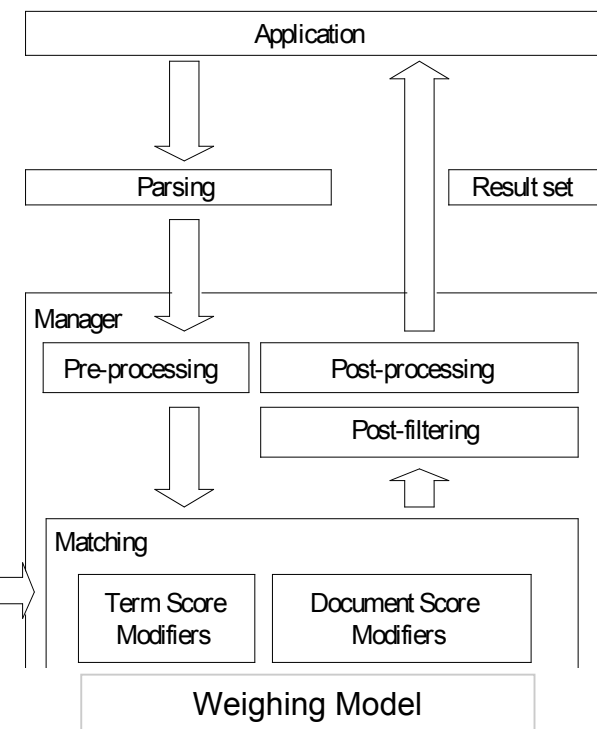 Application
Parsing
Result set
Manager
Pre-processing
Post-processing
Post-filtering
Matching
Term Score
Modifiers
Document Score
Modifiers
Weighing Model